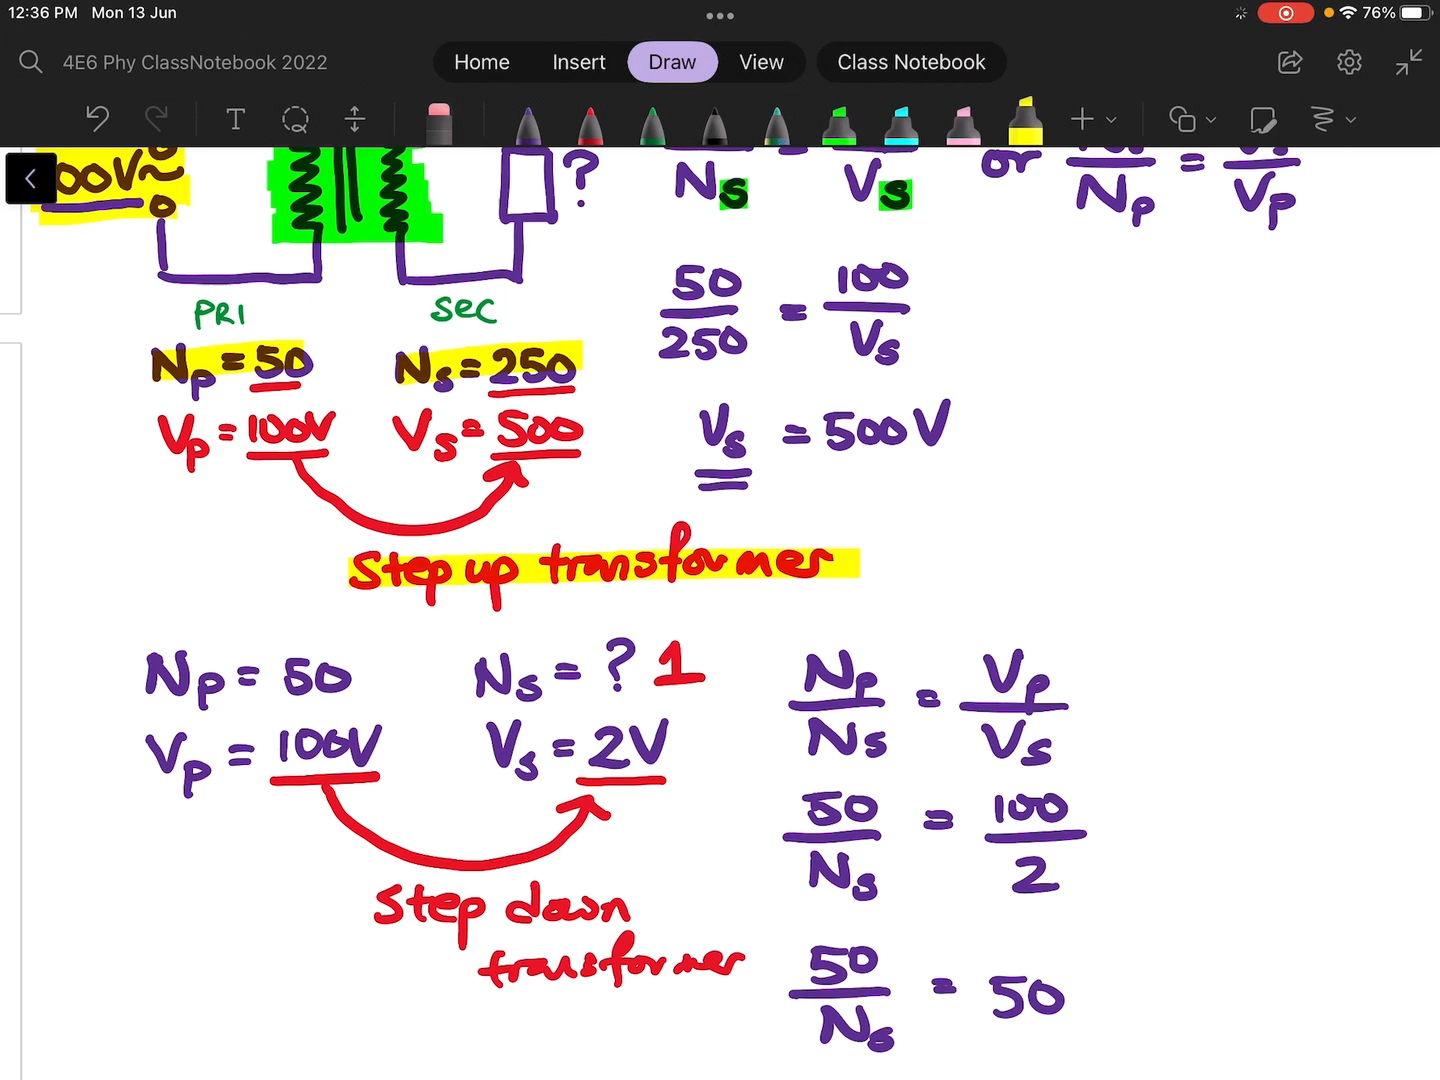 12:36 PM Mon 13 Jun
76%
4E6 Phy ClassNotebook 2022
Home Insert Draw View Class Notebook
00V ~
?
Ns = Vs or Np = Vp
PRI
SEC
Np = 50
Ns = 250
Vp = 100V
Vs = 500
50/250 = 100/Vs
Vs = 500V
Step up transformer
Np = 50
Ns = ? 1
Vp = 100V
Vs = 2V
Step down
transformer
Np/Ns = Vp/Vs
50/Ns = 100/2
50/Ns = 50